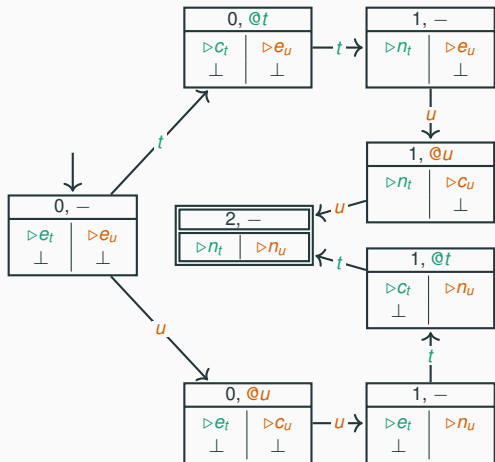 0, @t
▷c_t ▷e_u
⊥ ⊥
t
1, −
▷n_t ▷e_u
⊥
u
t
1, @u
▷n_t ▷c_u
⊥
u
0, −
▷e_t ▷e_u
⊥ ⊥
2, −
▷n_t ▷n_u
t
1, @t
▷c_t ▷n_u
⊥
u
t
0, @u
▷e_t ▷c_u
⊥ ⊥
u
1, −
▷e_t ▷n_u
⊥